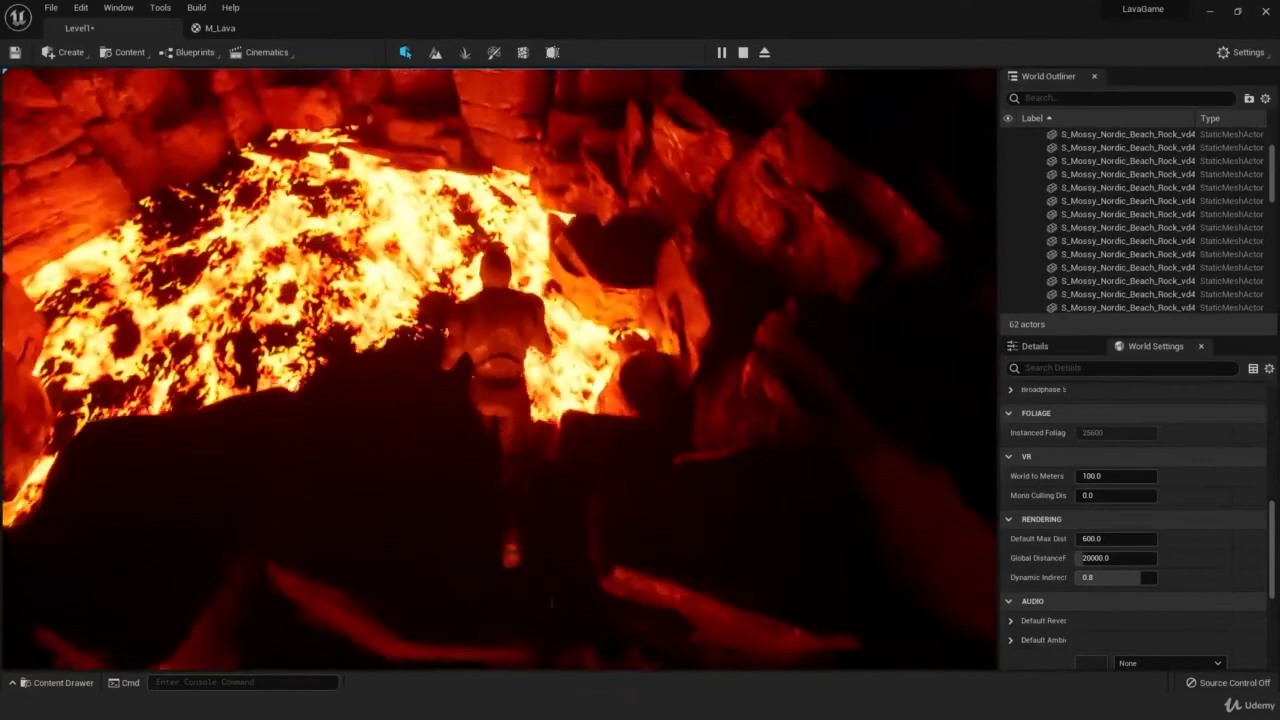 File Edit Window Tools Build Help
LavaGame
Level1*
M_Lava
Create Content Blueprints Cinematics
Settings
World Outliner
Search...
Label Type
S_Mossy_Nordic_Beach_Rock_vd4 StaticMeshActor
S_Mossy_Nordic_Beach_Rock_vd4 StaticMeshActor
S_Mossy_Nordic_Beach_Rock_vd4 StaticMeshActor
S_Mossy_Nordic_Beach_Rock_vd4 StaticMeshActor
S_Mossy_Nordic_Beach_Rock_vd4 StaticMeshActor
S_Mossy_Nordic_Beach_Rock_vd4 StaticMeshActor
S_Mossy_Nordic_Beach_Rock_vd4 StaticMeshActor
S_Mossy_Nordic_Beach_Rock_vd4 StaticMeshActor
S_Mossy_Nordic_Beach_Rock_vd4 StaticMeshActor
S_Mossy_Nordic_Beach_Rock_vd4 StaticMeshActor
S_Mossy_Nordic_Beach_Rock_vd4 StaticMeshActor
S_Mossy_Nordic_Beach_Rock_vd4 StaticMeshActor
S_Mossy_Nordic_Beach_Rock_vd4 StaticMeshActor
S_Mossy_Nordic_Beach_Rock_vd4 StaticMeshActor
62 actors
Details
World Settings
Search Details
Broadphase S
FOLIAGE
Instanced Foliag 25600
VR
World to Meters 100.0
Mono Culling Dis 0.0
RENDERING
Default Max Dist 600.0
Global DistanceF 20000.0
Dynamic Indirect 0.8
AUDIO
Default Rever
Default Ambi
None
Content Drawer
Cmd
Enter Console Command
Source Control Off
Udemy